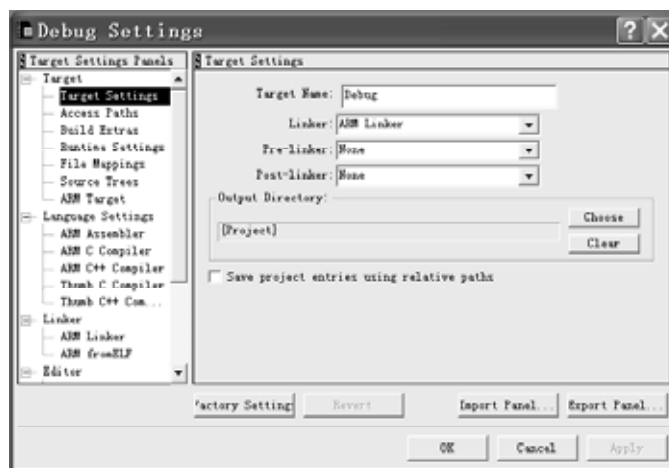 Debug Settings
Target Settings Panels
Target
Target Settings
Access Paths
Build Extras
Runtime Settings
File Mappings
Source Trees
ARM Target
Language Settings
ARM Assembler
ARM C Compiler
ARM C++ Compiler
Thumb C Compiler
Thumb C++ Com...
Linker
ARM Linker
ARM fromELF
Editor
Target Settings
Target Name: Debug
Linker: ARM Linker
Pre-linker: None
Post-linker: None
Output Directory:
{Project}
Choose
Clear
Save project entries using relative paths
Factory Setting
Revert
Import Panel...
Export Panel...
OK
Cancel
Apply